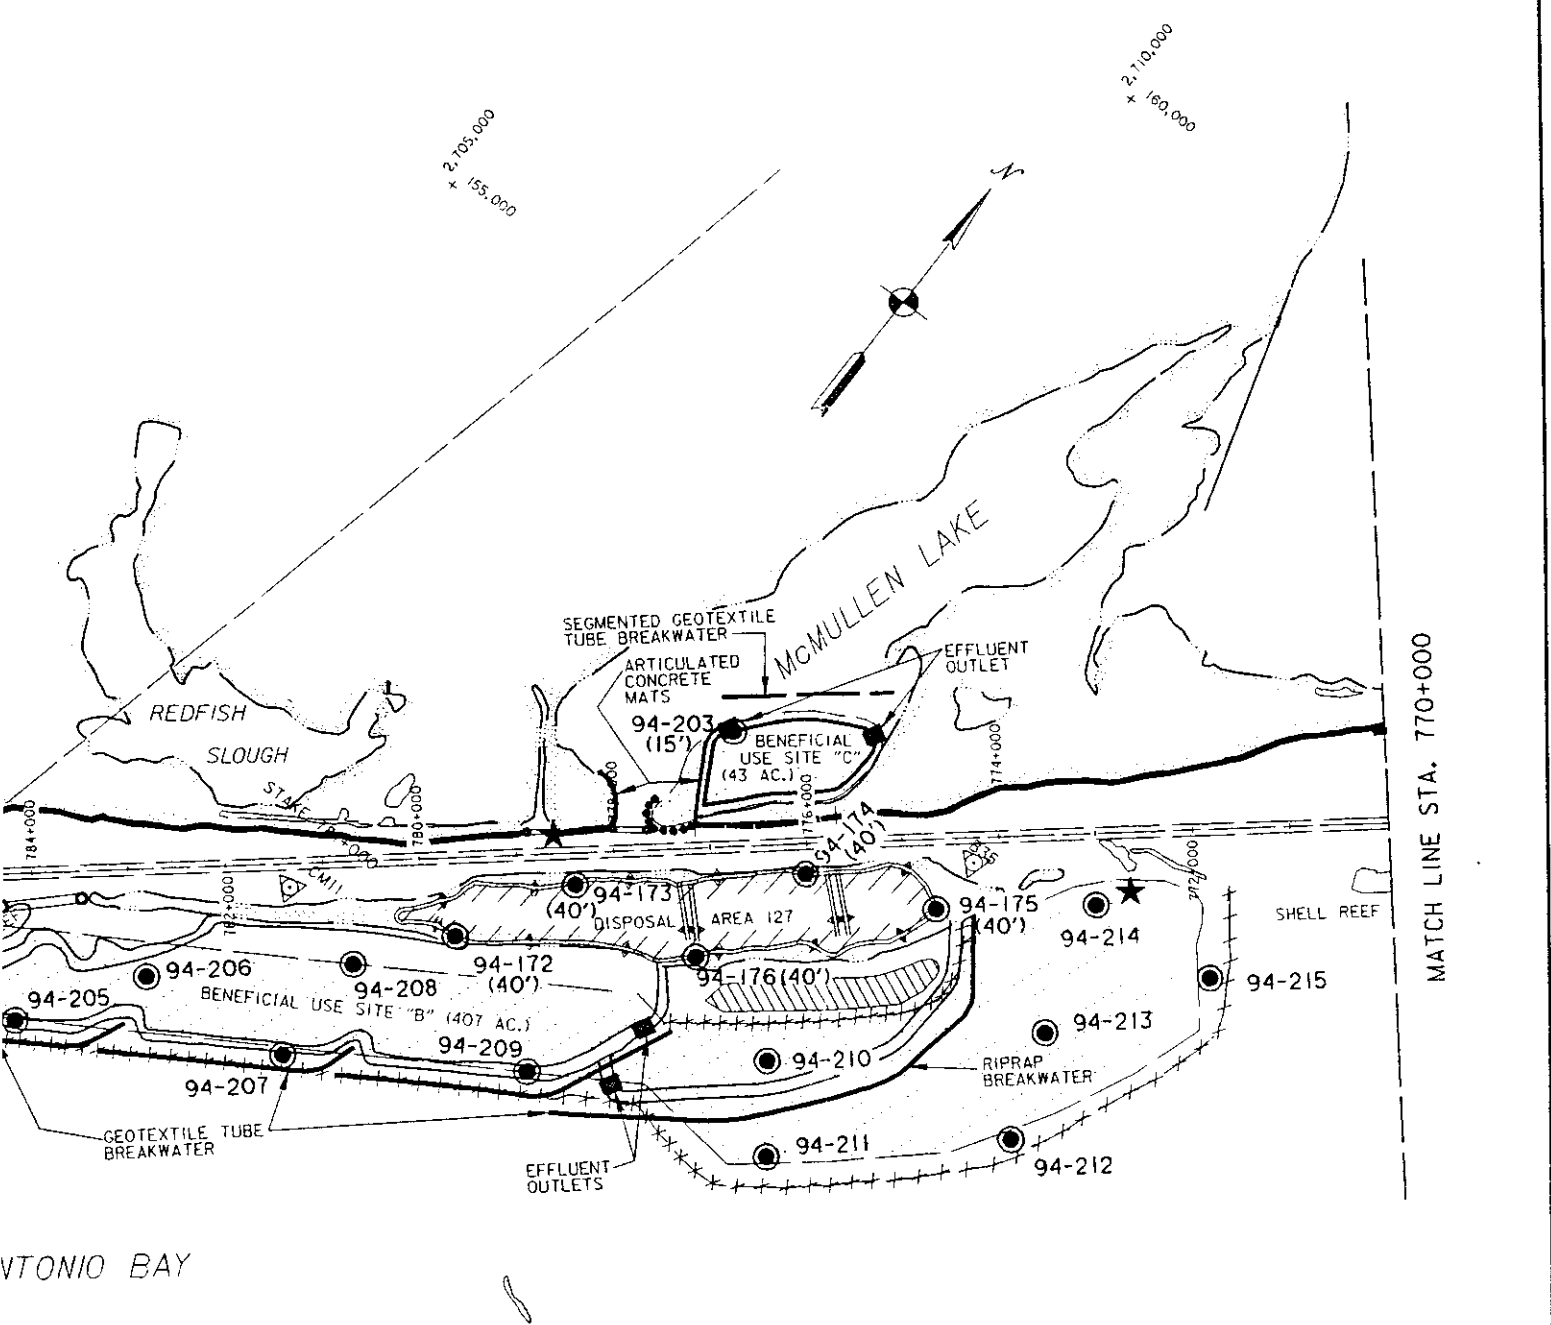 2,710,000
160,000
2,705,000
155,000
N
McMULLEN LAKE
SEGMENTED GEOTEXTILE
TUBE BREAKWATER
ARTICULATED
CONCRETE
MATS
EFFLUENT
OUTLET
94-203
(15')
BENEFICIAL
USE SITE "C"
(43 AC.)
REDFISH
SLOUGH
STAKE
784+000
782+000
780+000
776+000
774+000
772+000
MATCH LINE STA. 770+000
CM11
94-173
(40')
94-174
(40')
94-175
(40')
DISPOSAL AREA 127
94-172
(40')
94-176(40')
94-214
SHELL REEF
94-215
94-206
94-208
94-205
BENEFICIAL USE SITE "B" (407 AC.)
94-209
94-207
94-210
94-213
RIPRAP
BREAKWATER
94-211
94-212
GEOTEXTILE TUBE
BREAKWATER
EFFLUENT
OUTLETS
NTONIO BAY